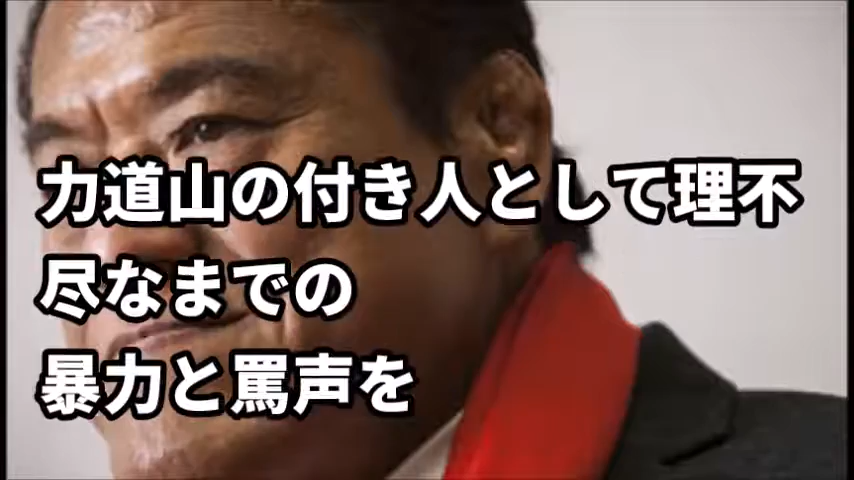 力道山の付き人として理不
尽なまでの
暴力と罵声を